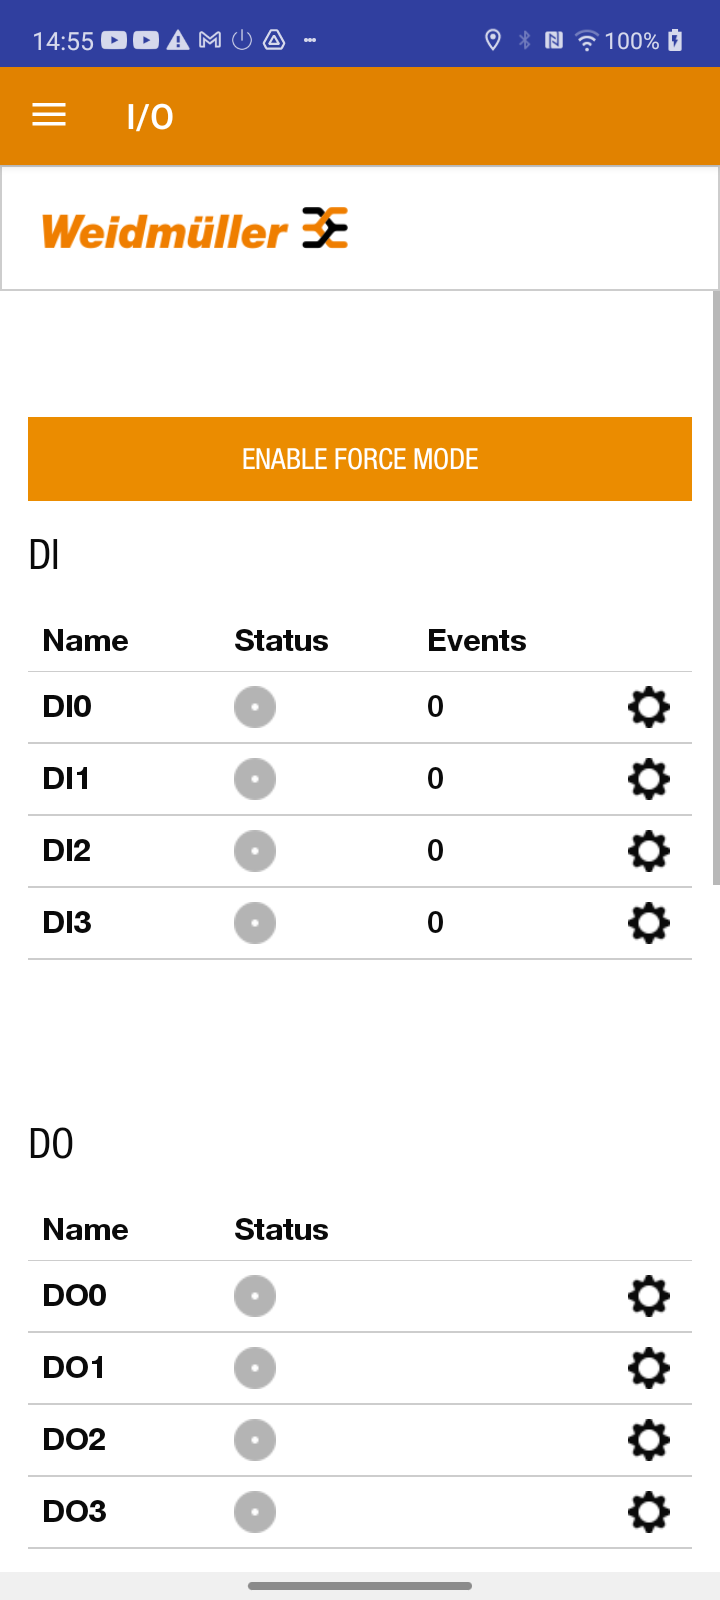 14:55 100%
I/O
Weidmüller
ENABLE FORCE MODE
DI
Name Status Events
DI0 0
DI1 0
DI2 0
DI3 0
DO
Name Status
DO0
DO1
DO2
DO3